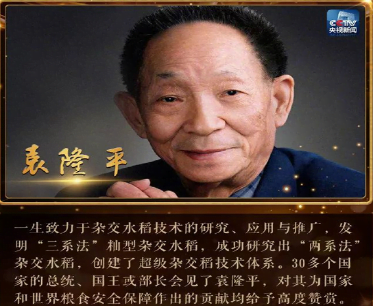 CCTV
央视新闻
袁隆平
一生致力于杂交水稻技术的研究、应用与推广，发
明“三系法”籼型杂交水稻，成功研究出“两系法”
杂交水稻，创建了超级杂交稻技术体系。30多个国
家的总统、国王或部长会见了袁隆平，对其为国家
和世界粮食安全保障作出的贡献均给予高度赞赏。